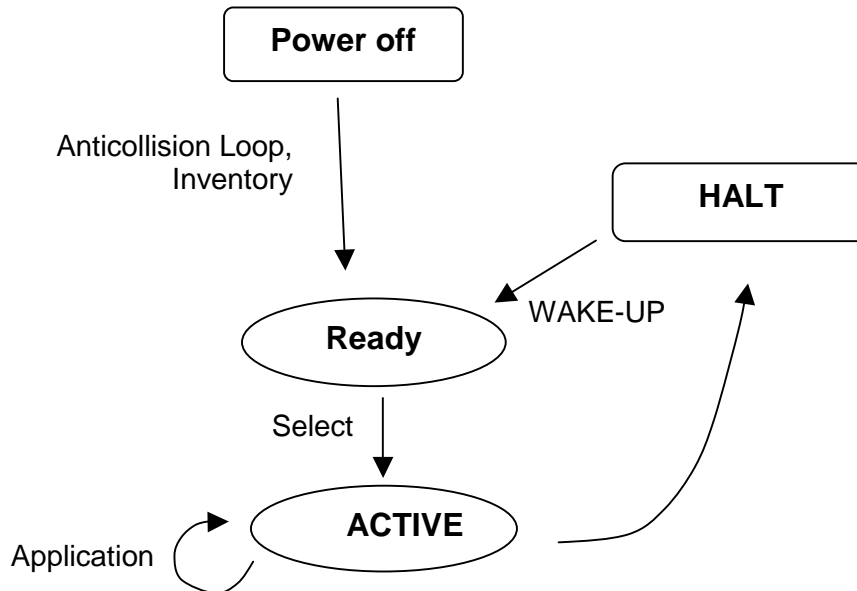 Power off
Anticollision Loop,
Inventory
HALT
WAKE-UP
Ready
Select
ACTIVE
Application